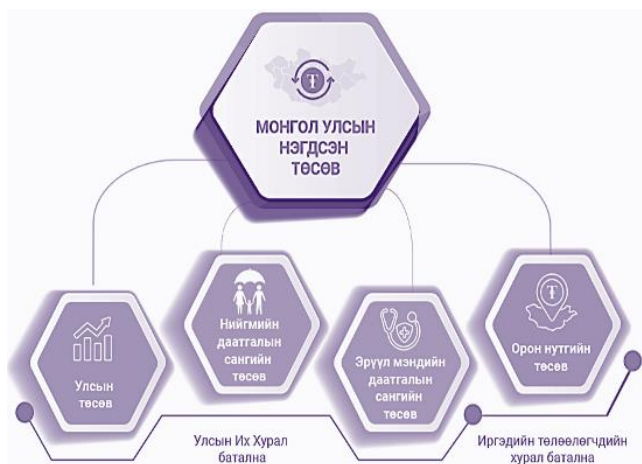 МОНГОЛ УЛСЫН
НЭГДСЭН
ТӨСӨВ
Улсын
төсөв
Нийгмийн
даатгалын
сангийн
төсөв
Эрүүл мэндийн
даатгалын
сангийн
төсөв
Орон нутгийн
төсөв
Улсын Их Хурал
батална
Иргэдийн төлөөлөгчдийн
хурал батална